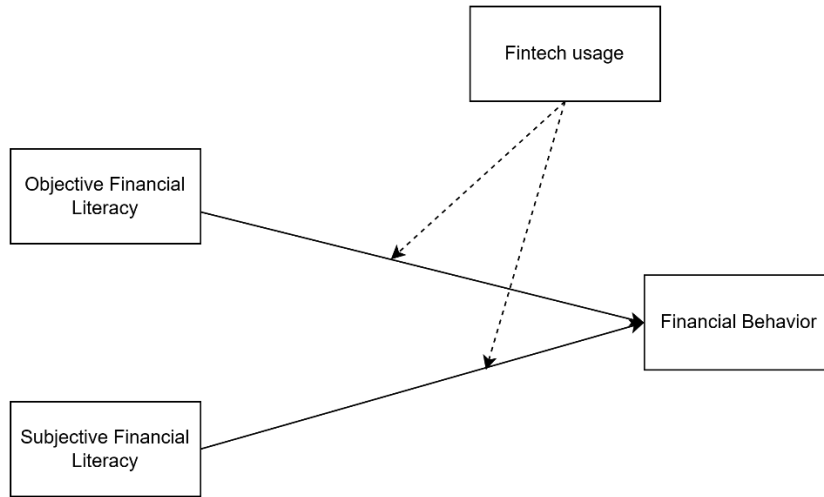 Fintech usage
Objective Financial
Literacy
Financial Behavior
Subjective Financial
Literacy